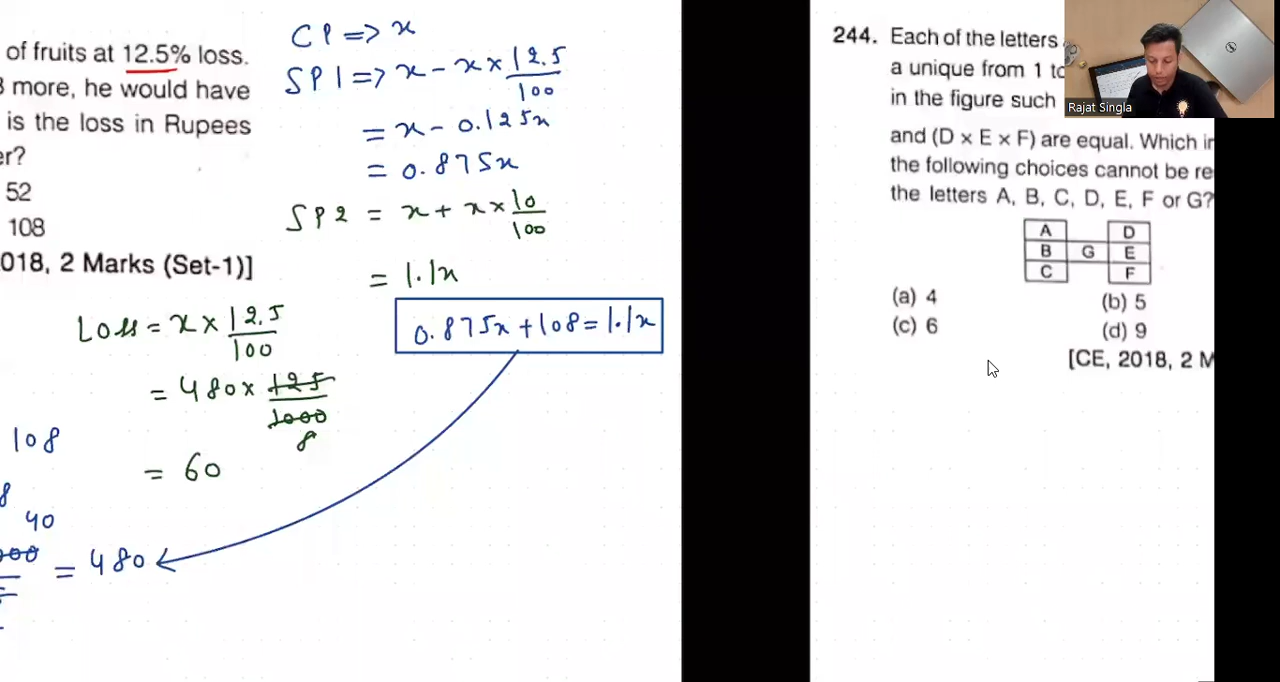 of fruits at 12.5% loss.
more, he would have
is the loss in Rupees
er?
52
108
018, 2 Marks (Set-1)]
CP => x
SP1 => x - x × 12.5/100
= x - 0.125x
= 0.875x
SP2 = x + x × 10/100
= 1.1x
0.875x + 108 = 1.1x
Loss = x × 12.5/100
= 480 × 125/1000
8
= 60
108
8
40
= 480
244. Each of the letters
a unique from 1 to
in the figure such
and (D × E × F) are equal. Which
the following choices cannot be re
the letters A, B, C, D, E, F or G?
A D
B G E
C F
(a) 4 (b) 5
(c) 6 (d) 9
[CE, 2018, 2 M
Rajat Singla